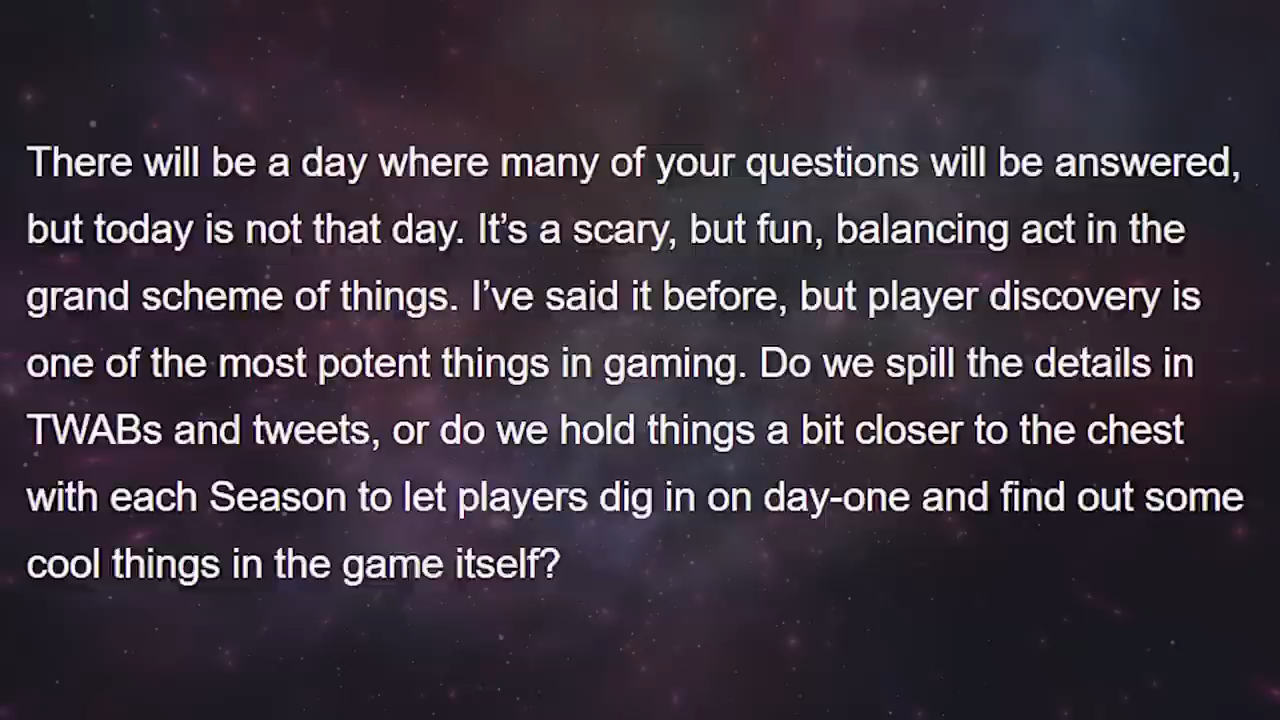 There will be a day where many of your questions will be answered,
but today is not that day. It’s a scary, but fun, balancing act in the
grand scheme of things. I’ve said it before, but player discovery is
one of the most potent things in gaming. Do we spill the details in
TWABs and tweets, or do we hold things a bit closer to the chest
with each Season to let players dig in on day-one and find out some
cool things in the game itself?